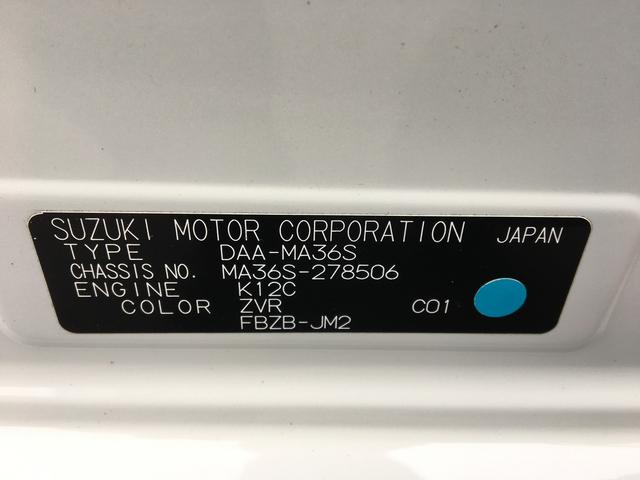 SUZUKI MOTOR CORPORATION JAPAN
TYPE DAA-MA36S
CHASSIS NO. MA36S-278506
ENGINE K12C
COLOR ZVR C01
FBZB-JM2